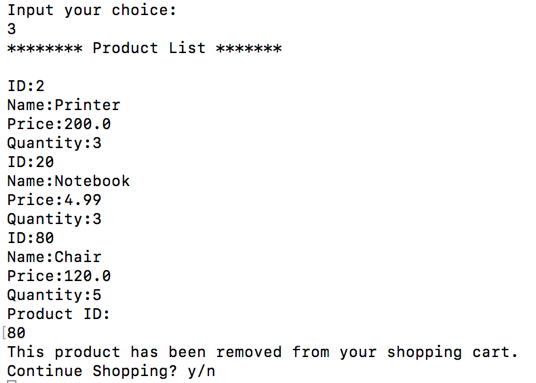 Input your choice:
3
******** Product List *******
ID:2
Name:Printer
Price:200.0
Quantity:3
ID:20
Name:Notebook
Price:4.99
Quantity:3
ID:80
Name:Chair
Price:120.0
Quantity:5
Product ID:
[80
This product has been removed from your shopping cart.
Continue Shopping? y/n